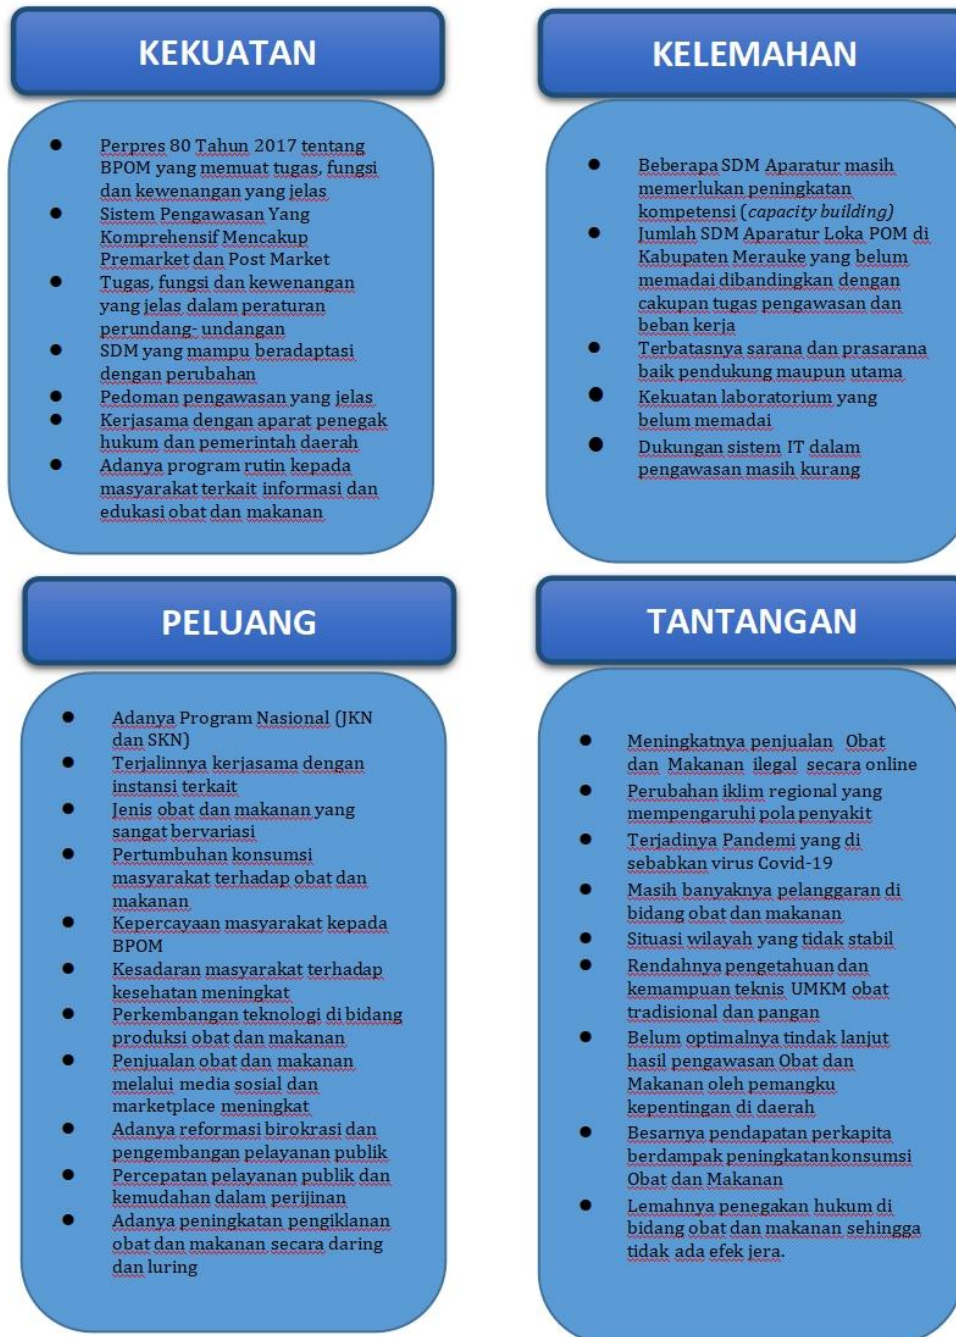 KEKUATAN
Perpres 80 Tahun 2017 tentang
BPOM yang memuat tugas, fungsi
dan kewenangan yang jelas
Sistem Pengawasan Yang
Komprehensif Mencakup
Premarket dan Post Market
Tugas, fungsi dan kewenangan
yang jelas dalam peraturan
perundang- undangan
SDM yang mampu beradaptasi
dengan perubahan
Pedoman pengawasan yang jelas
Kerjasama dengan aparat penegak
hukum dan pemerintah daerah
Adanya program rutin kepada
masyarakat terkait informasi dan
edukasi obat dan makanan
KELEMAHAN
Beberapa SDM Aparatur masih
memerlukan peningkatan
kompetensi (capacity building)
Jumlah SDM Aparatur Loka POM di
Kabupaten Merauke yang belum
memadai dibandingkan dengan
cakupan tugas pengawasan dan
beban kerja
Terbatasnya sarana dan prasarana
baik pendukung maupun utama
Kekuatan laboratorium yang
belum memadai
Dukungan sistem IT dalam
pengawasan masih kurang
PELUANG
Adanya Program Nasional (JKN
dan SKN)
Terjalinnya kerjasama dengan
instansi terkait
Jenis obat dan makanan yang
sangat bervariasi
Pertumbuhan konsumsi
masyarakat terhadap obat dan
makanan
Kepercayaan masyarakat kepada
BPOM
Kesadaran masyarakat terhadap
kesehatan meningkat
Perkembangan teknologi di bidang
produksi obat dan makanan
Penjualan obat dan makanan
melalui media sosial dan
marketplace meningkat
Adanya reformasi birokrasi dan
pengembangan pelayanan publik
Percepatan pelayanan publik dan
kemudahan dalam perijinan
Adanya peningkatan pengiklanan
obat dan makanan secara daring
dan luring
TANTANGAN
Meningkatnya penjualan Obat
dan Makanan ilegal secara online
Perubahan iklim regional yang
mempengaruhi pola penyakit
Terjadinya Pandemi yang di
sebabkan virus Covid-19
Masih banyaknya pelanggaran di
bidang obat dan makanan
Situasi wilayah yang tidak stabil
Rendahnya pengetahuan dan
kemampuan teknis UMKM obat
tradisional dan pangan
Belum optimalnya tindak lanjut
hasil pengawasan Obat dan
Makanan oleh pemangku
kepentingan di daerah
Besarnya pendapatan perkapita
berdampak peningkatankonsumsi
Obat dan Makanan
Lemahnya penegakan hukum di
bidang obat dan makanan sehingga
tidak ada efek jera.